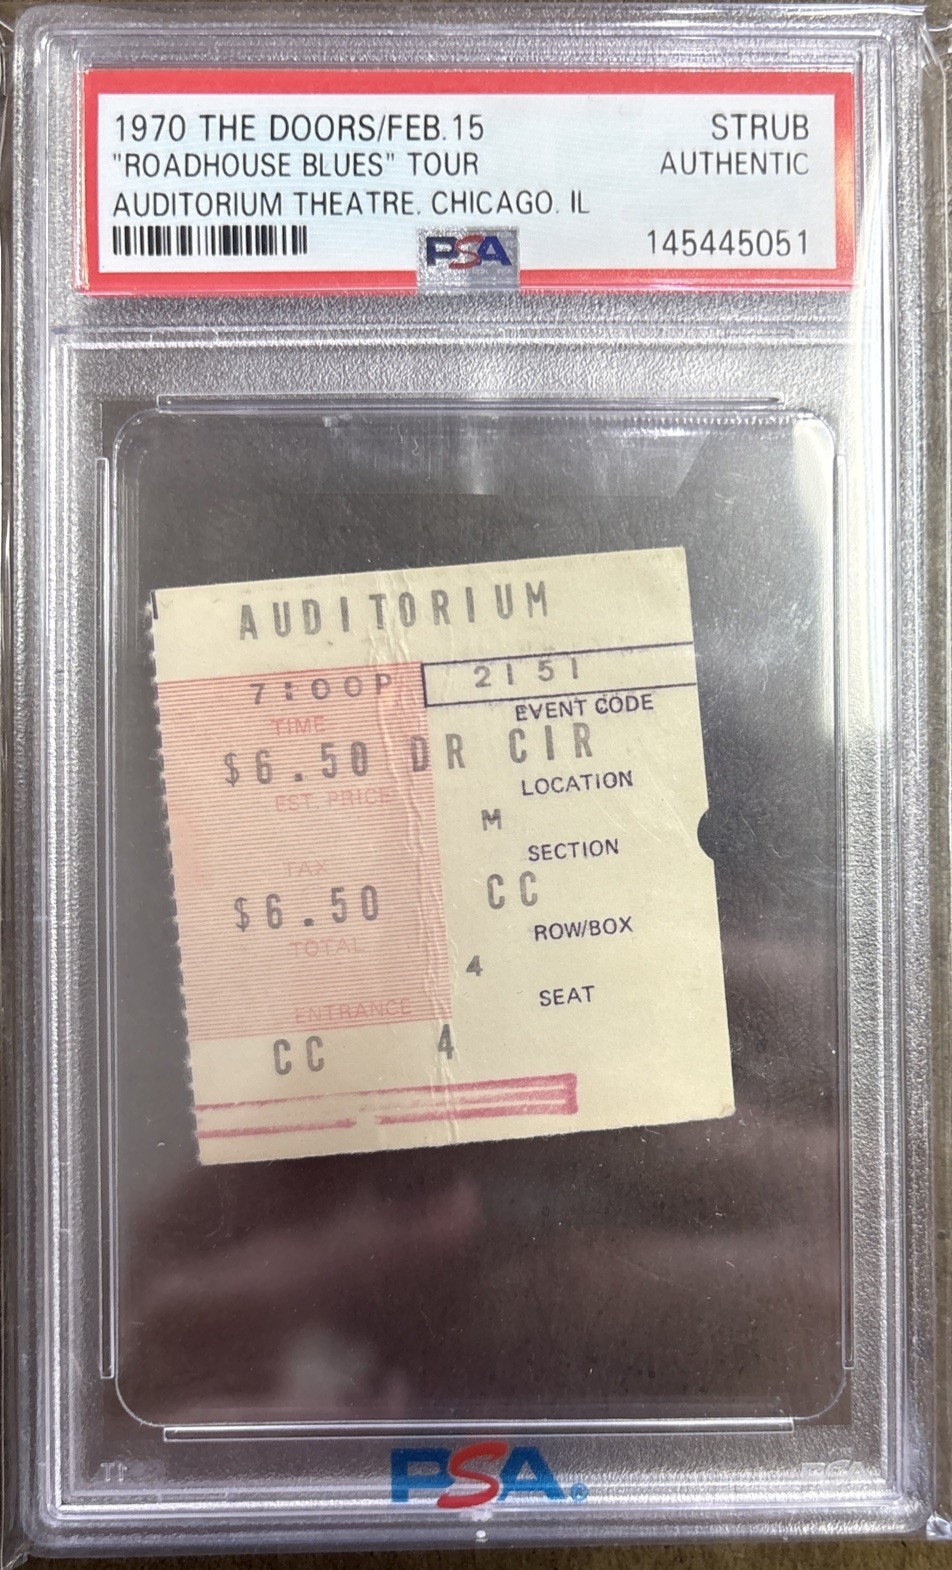 1970 THE DOORS/FEB.15 STRUB
"ROADHOUSE BLUES" TOUR AUTHENTIC
AUDITORIUM THEATRE, CHICAGO, IL
PSA 145445051
AUDITORIUM
7:00P 2151
TIME EVENT CODE
$6.50 DR CIR
EST. PRICE LOCATION
M
TAX SECTION
$6.50 CC
TOTAL ROW/BOX
4
ENTRANCE SEAT
CC 4
PSA®
PSA